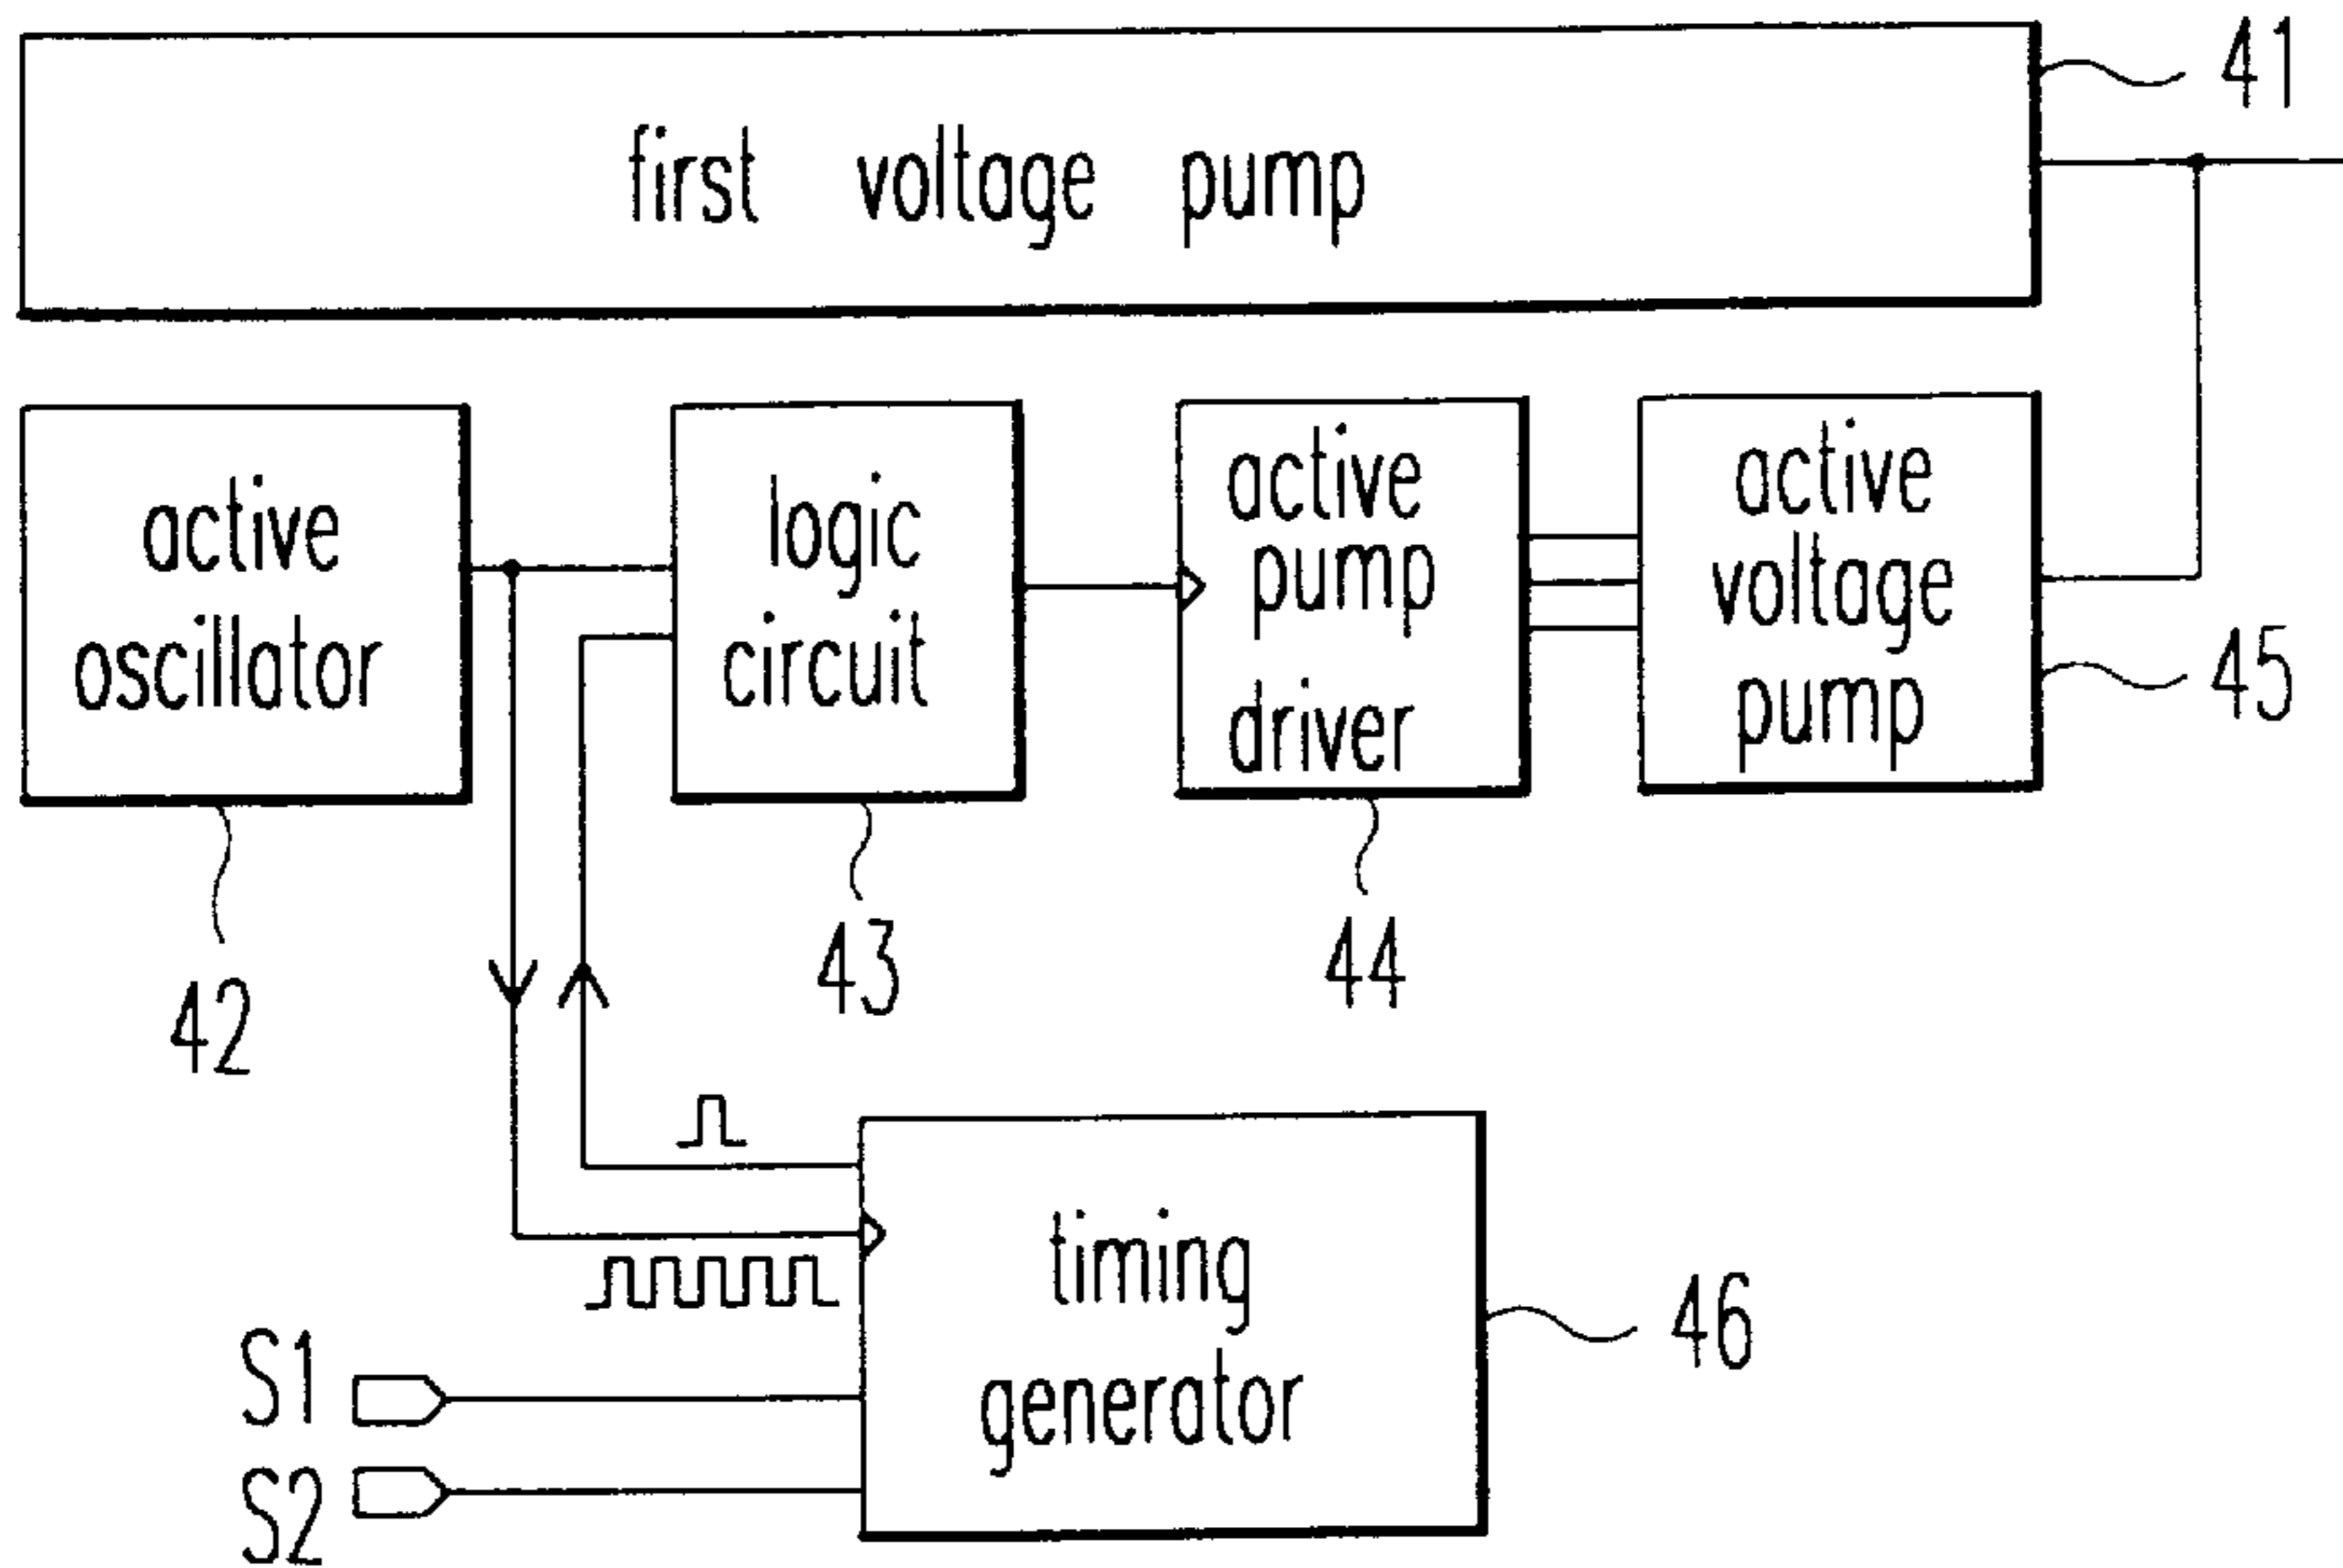 41
first voltage pump
active
oscillator
logic
circuit
active
pump
driver
active
voltage
pump
45
42
43
44
timing
generator
46
S1
S2